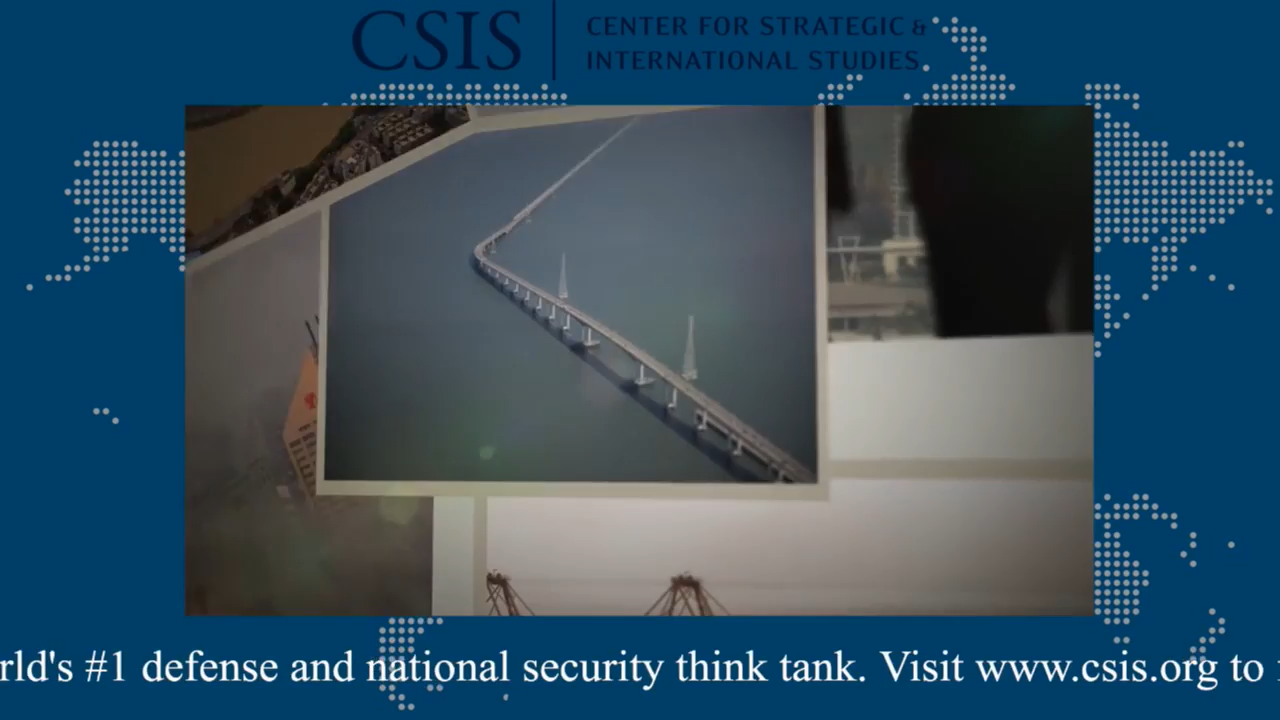 CSIS
CENTER FOR STRATEGIC &
INTERNATIONAL STUDIES
rld's #1 defense and national security think tank. Visit www.csis.org to